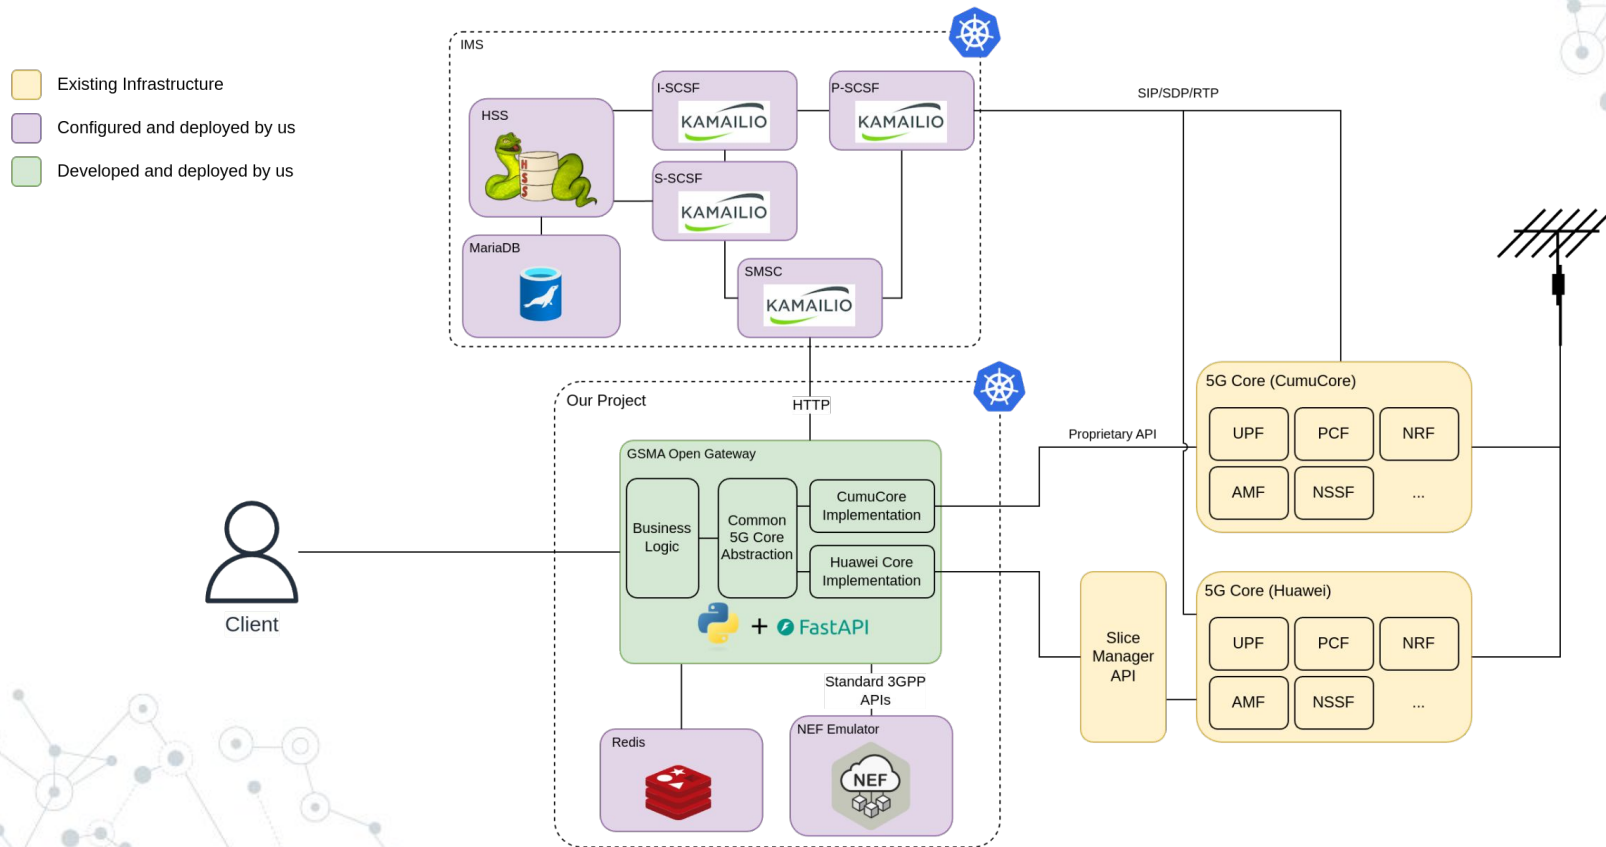 Existing Infrastructure
Configured and deployed by us
Developed and deployed by us
IMS
HSS
H
S
S
MariaDB
I-SCSF
KAMAILIO
S-SCSF
KAMAILIO
P-SCSF
KAMAILIO
SMSC
KAMAILIO
SIP/SDP/RTP
HTTP
Our Project
GSMA Open Gateway
Business
Logic
Common
5G Core
Abstraction
CumuCore
Implementation
Huawei Core
Implementation
+ FastAPI
Client
Redis
Standard 3GPP
APIs
NEF Emulator
NEF
Proprietary API
Slice
Manager
API
5G Core (CumuCore)
UPF
PCF
NRF
AMF
NSSF
...
5G Core (Huawei)
UPF
PCF
NRF
AMF
NSSF
...